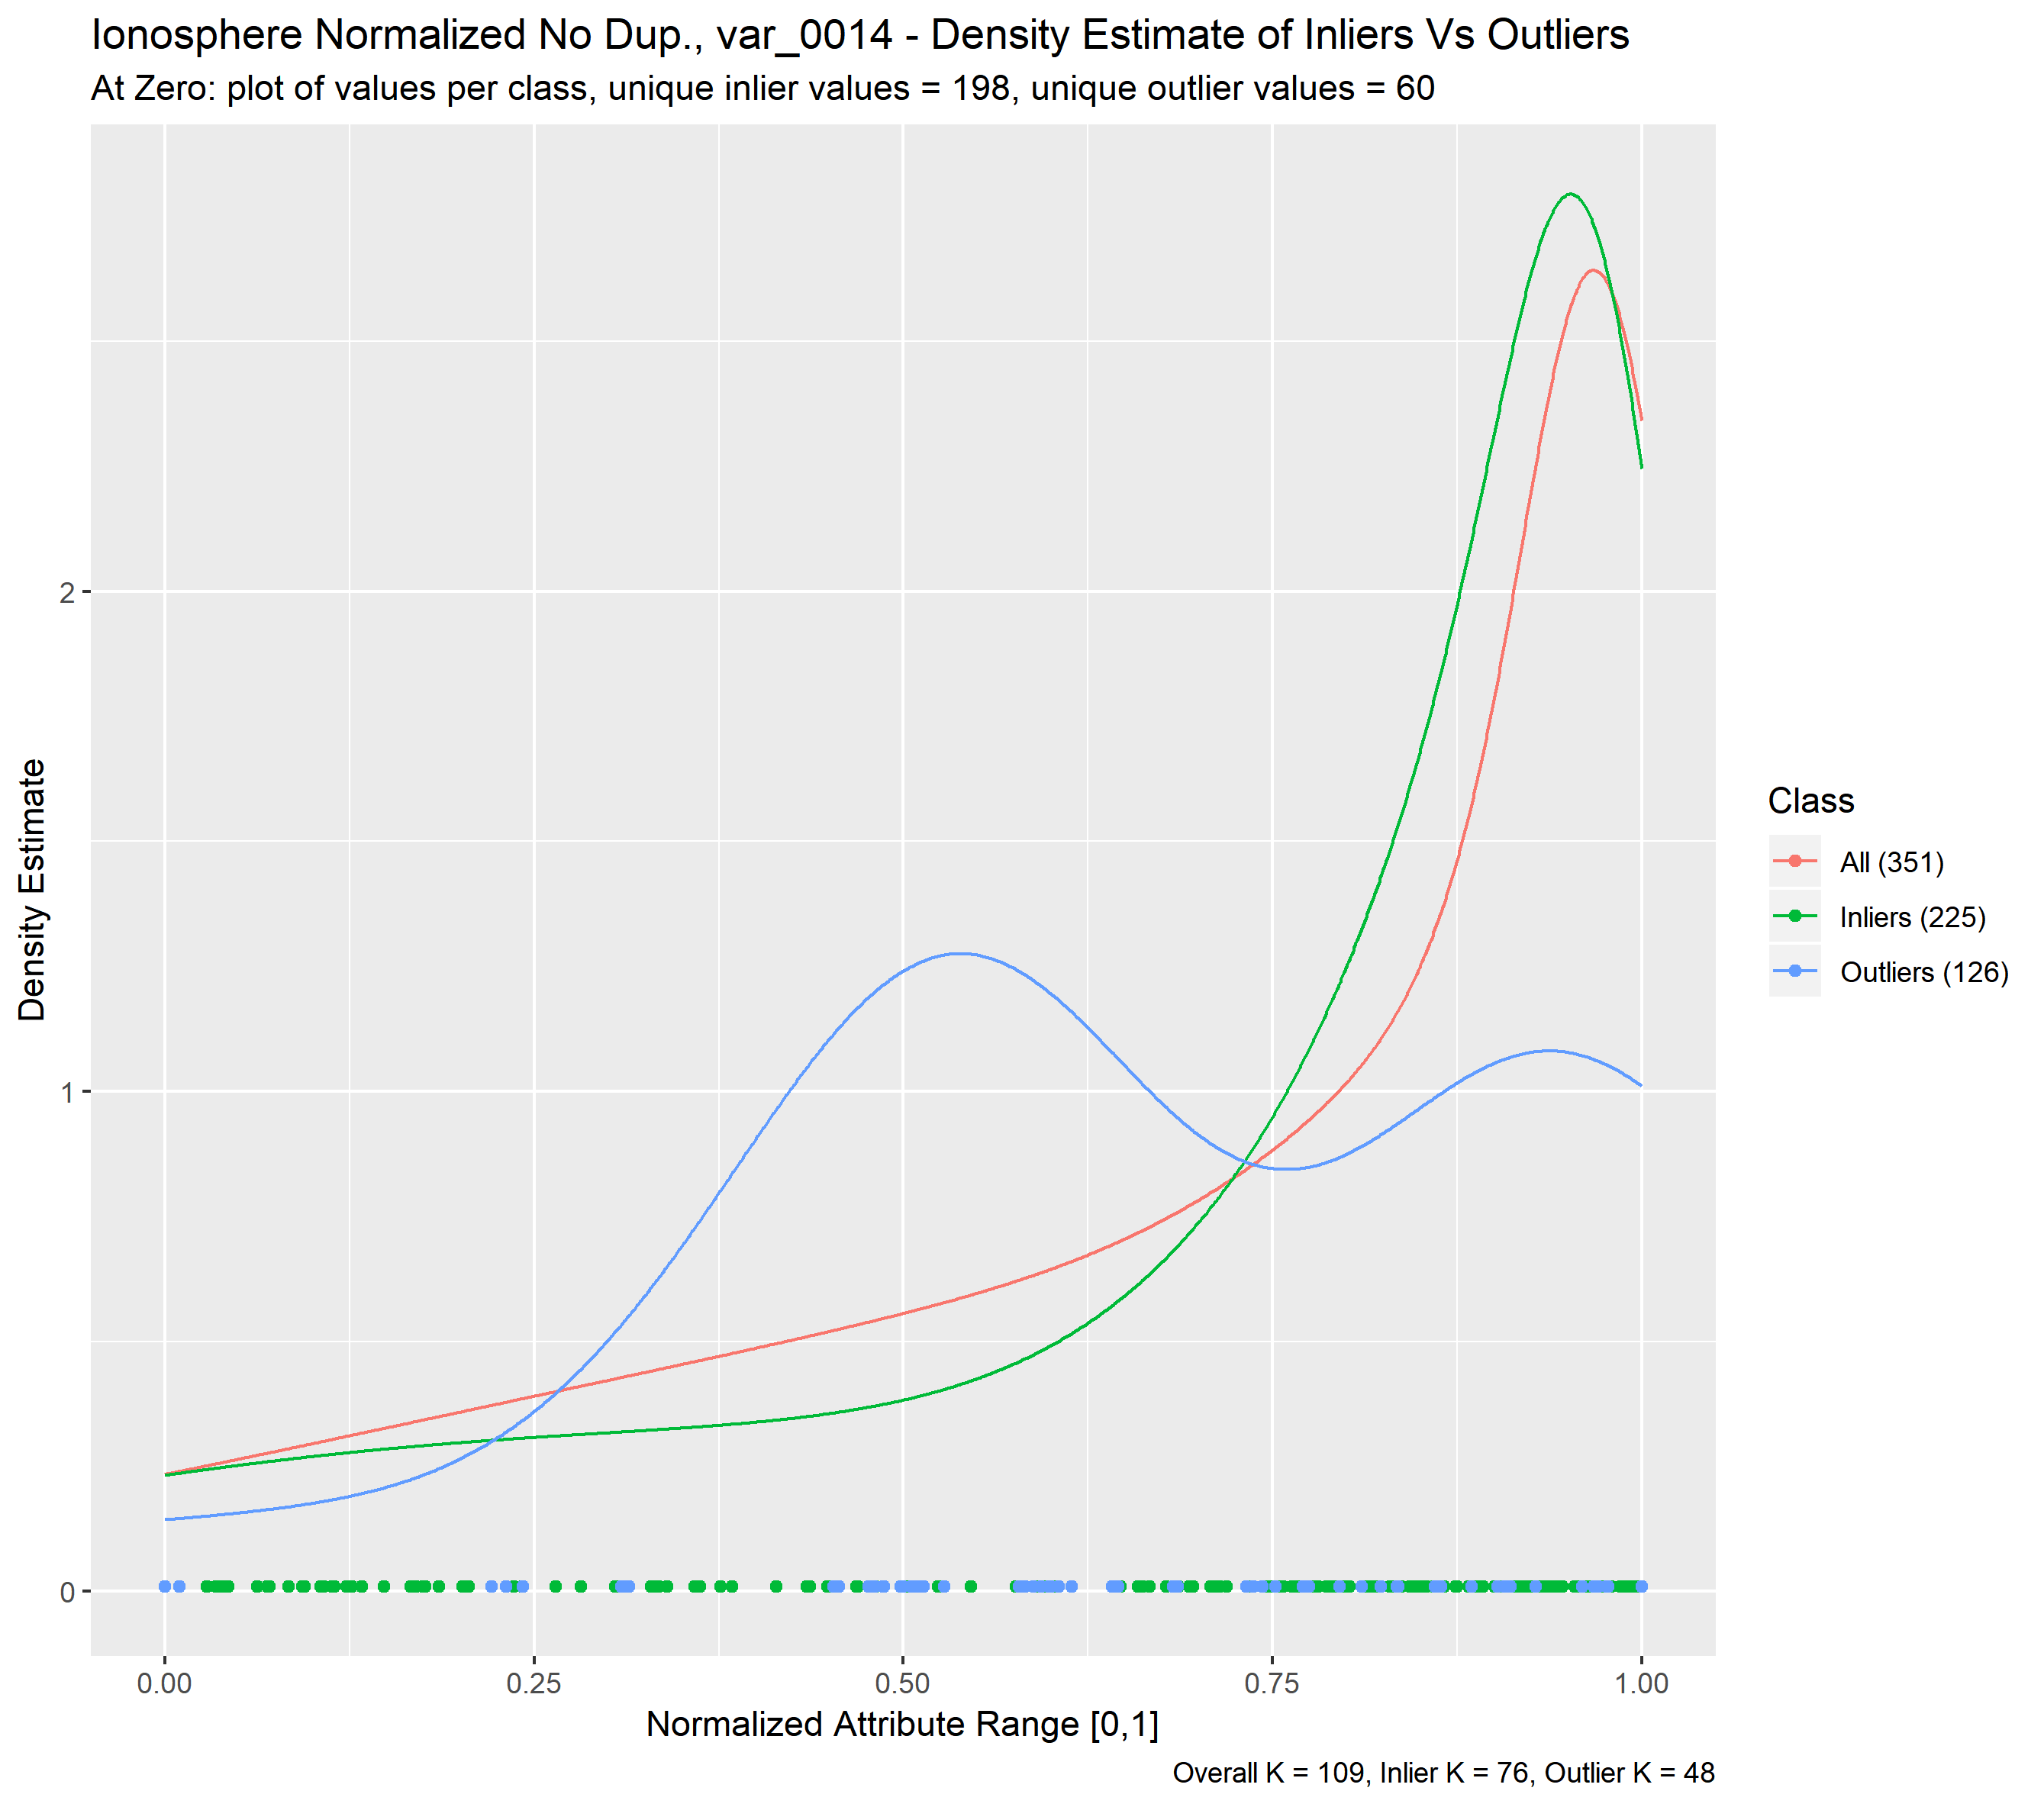 Ionosphere Normalized No Dup., var_0014 - Density Estimate of Inliers Vs Outliers
At Zero: plot of values per class, unique inlier values = 198, unique outlier values = 60
Density Estimate
2
1
0
0.00
0.25
0.50
0.75
1.00
Normalized Attribute Range [0,1]
Class
All (351)
Inliers (225)
Outliers (126)
Overall K = 109, Inlier K = 76, Outlier K = 48